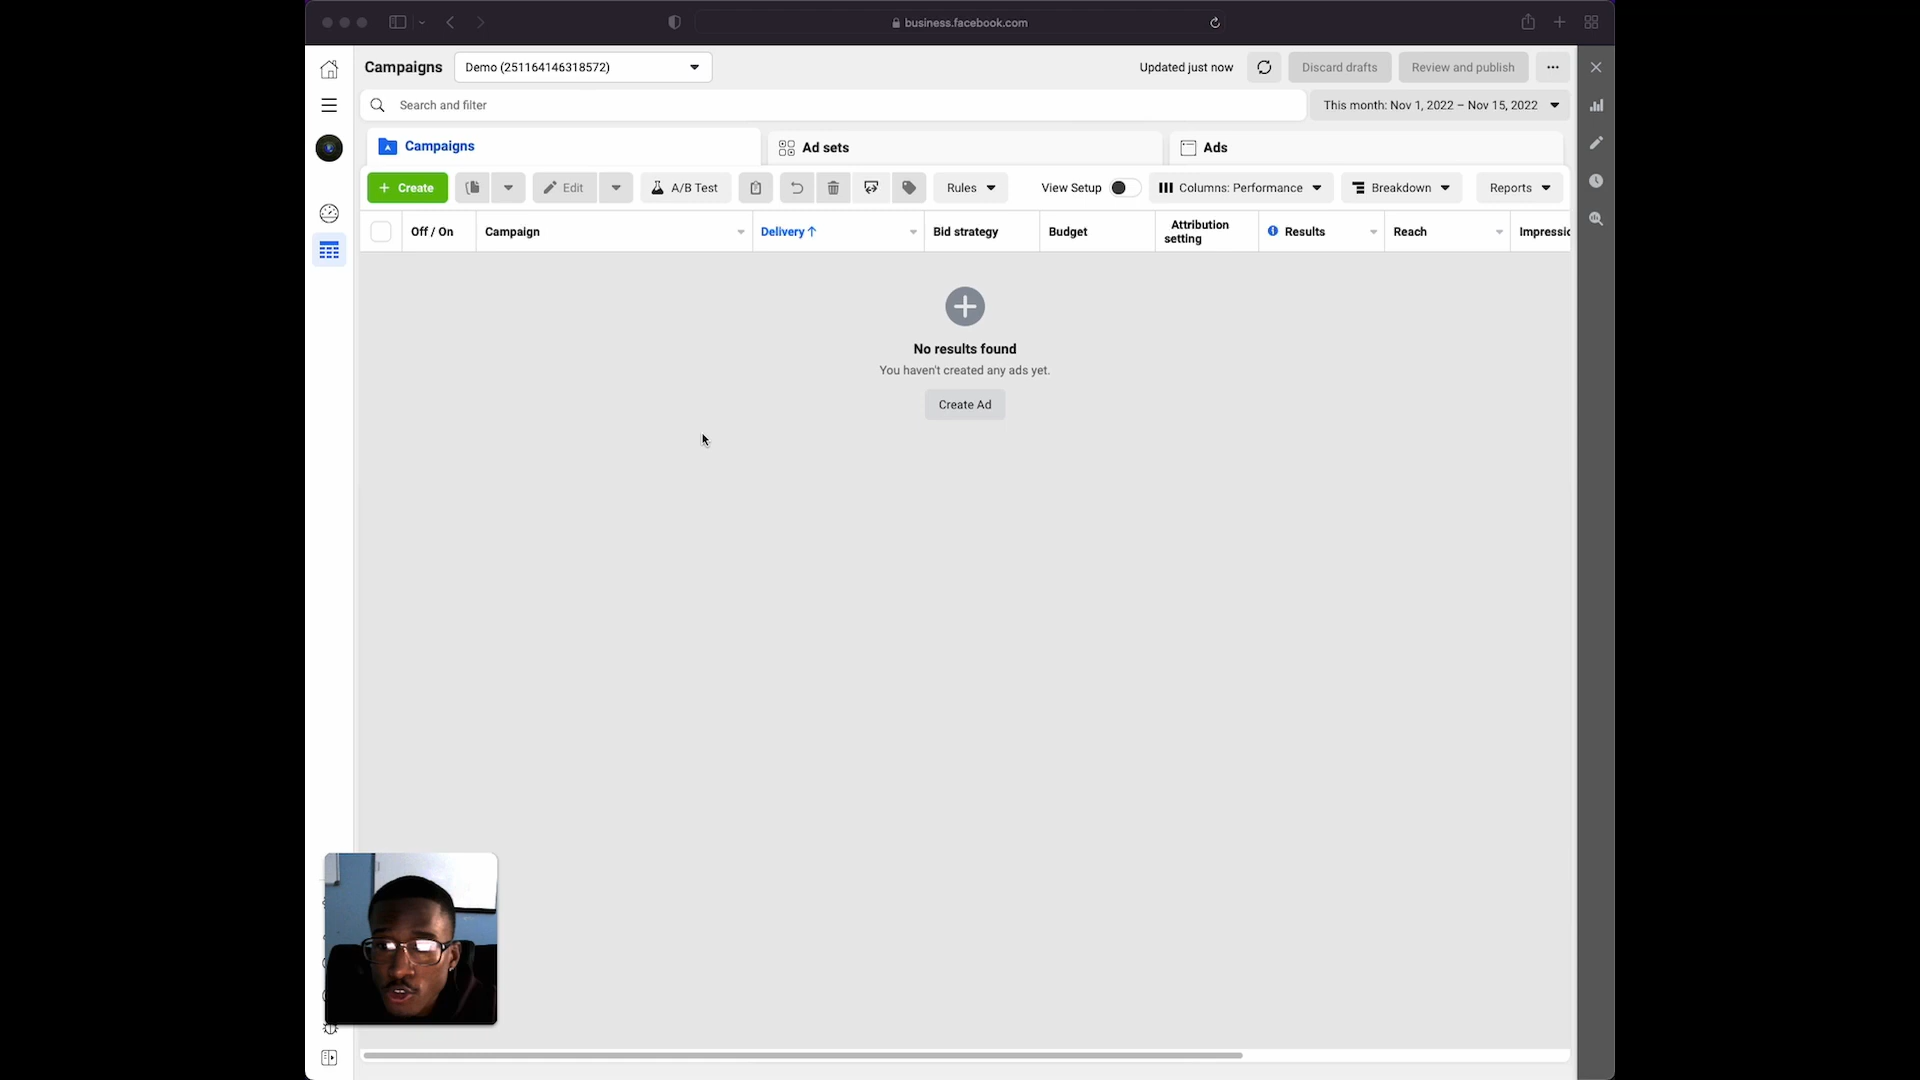 business.facebook.com
Campaigns Demo (251164146318572) Updated just now Discard drafts Review and publish
Search and filter This month: Nov 1, 2022 – Nov 15, 2022
Campaigns Ad sets Ads
+ Create Edit A/B Test Rules View Setup Columns: Performance Breakdown Reports
Off / On Campaign Delivery ↑ Bid strategy Budget Attribution setting Results Reach Impressic
No results found
You haven't created any ads yet.
Create Ad